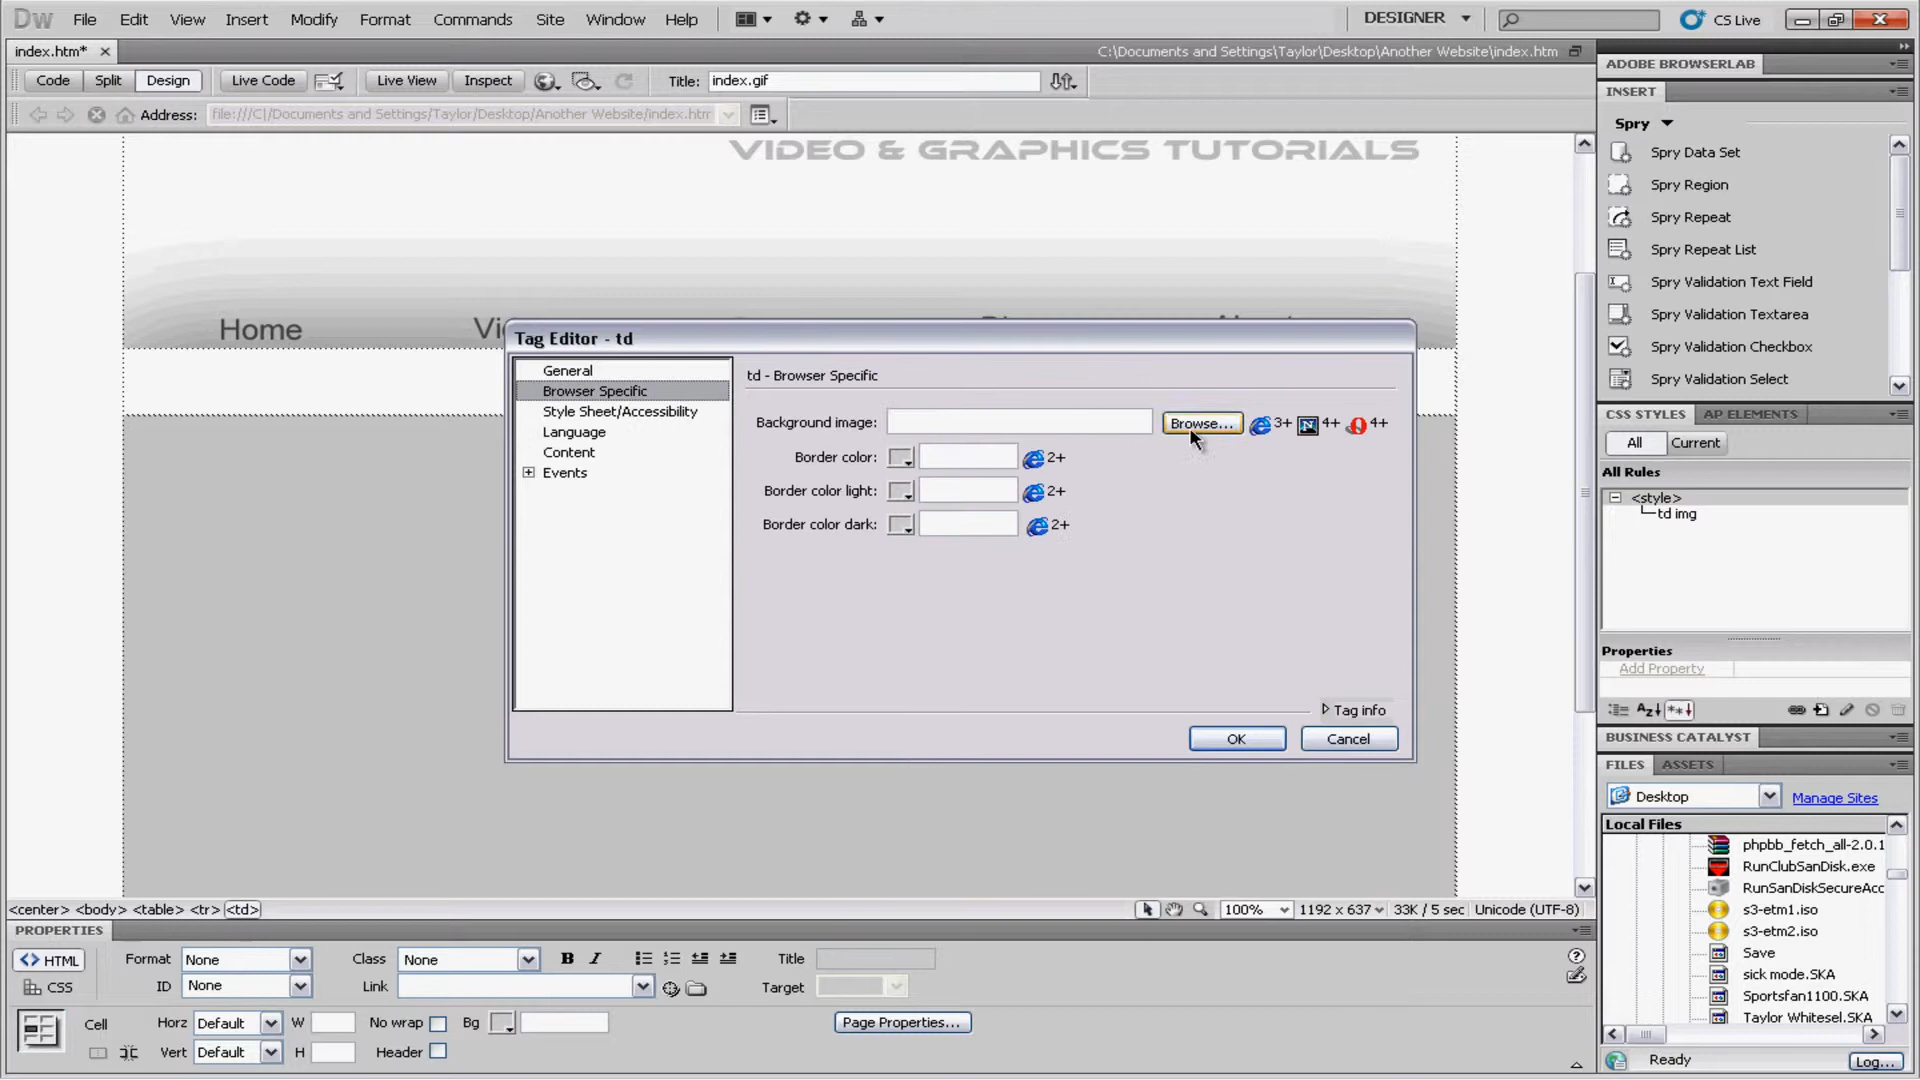 Dw File Edit View Insert Modify Format Commands Site Window Help DESIGNER CS Live
index.htm* C:\Documents and Settings\Taylor\Desktop\Another Website\index.htm
Code Split Design Live Code Live View Inspect Title: index.gif
Address: file:///C|/Documents and Settings/Taylor/Desktop/Another Website/index.htm
VIDEO & GRAPHICS TUTORIALS
Home
Tag Editor - td
General
Browser Specific
Style Sheet/Accessibility
Language
Content
Events
td - Browser Specific
Background image: Browse... 3+ 4+ 4+
Border color: 2+
Border color light: 2+
Border color dark: 2+
Tag info
OK Cancel
<center> <body> <table> <tr> <td> 100% 1192 x 637 33K / 5 sec Unicode (UTF-8)
PROPERTIES
<> HTML Format None Class None B I Title
CSS ID None Link Target
Cell Horz Default W No wrap Bg Page Properties...
Vert Default H Header
ADOBE BROWSERLAB
INSERT
Spry
Spry Data Set
Spry Region
Spry Repeat
Spry Repeat List
Spry Validation Text Field
Spry Validation Textarea
Spry Validation Checkbox
Spry Validation Select
CSS STYLES AP ELEMENTS
All Current
All Rules
<style>
td img
Properties
Add Property
BUSINESS CATALYST
FILES ASSETS
Desktop Manage Sites
Local Files
phpbb_fetch_all-2.0.1
RunClubSanDisk.exe
RunSanDiskSecureAcc
s3-etm1.iso
s3-etm2.iso
Save
sick mode.SKA
Sportsfan1100.SKA
Taylor Whitesel.SKA
Ready Log...